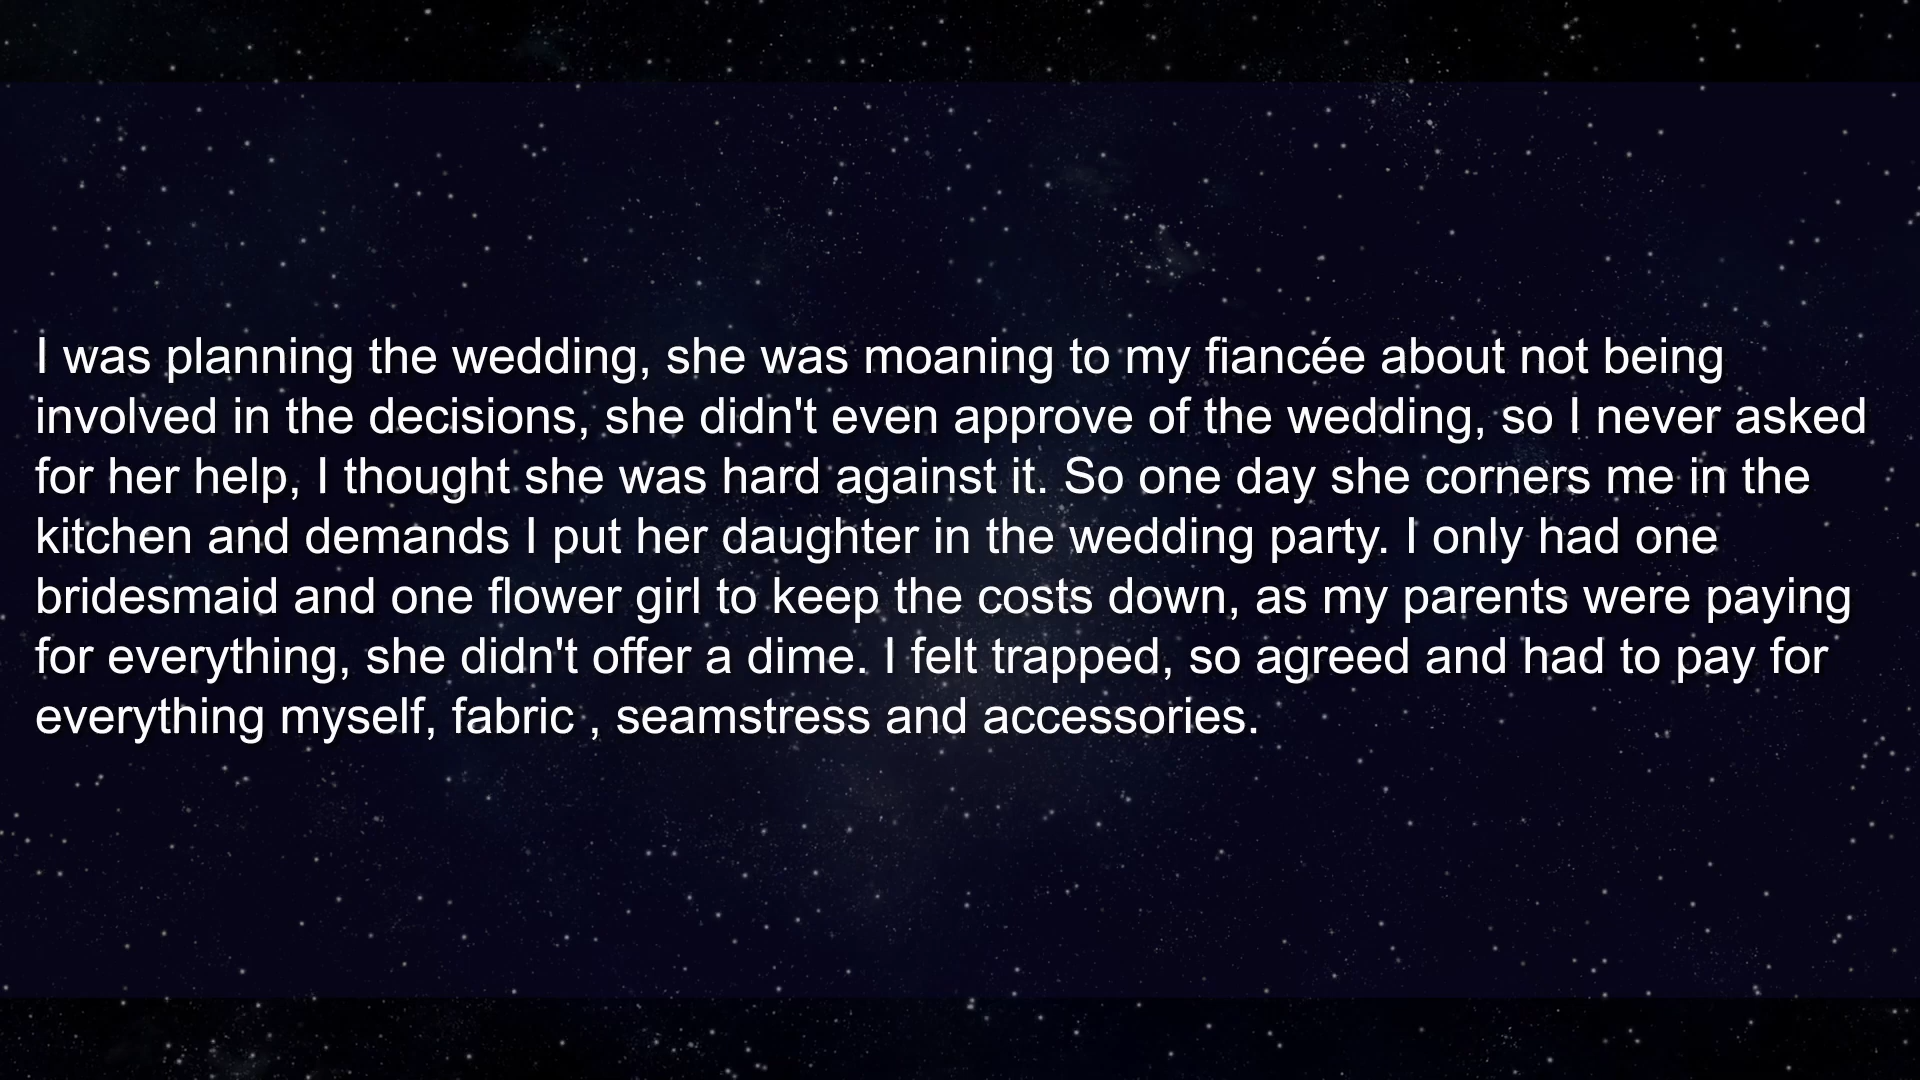 I was planning the wedding, she was moaning to my fiancée about not being
involved in the decisions, she didn't even approve of the wedding, so I never asked
for her help, I thought she was hard against it. So one day she corners me in the
kitchen and demands I put her daughter in the wedding party. I only had one
bridesmaid and one flower girl to keep the costs down, as my parents were paying
for everything, she didn't offer a dime. I felt trapped, so agreed and had to pay for
everything myself, fabric , seamstress and accessories.